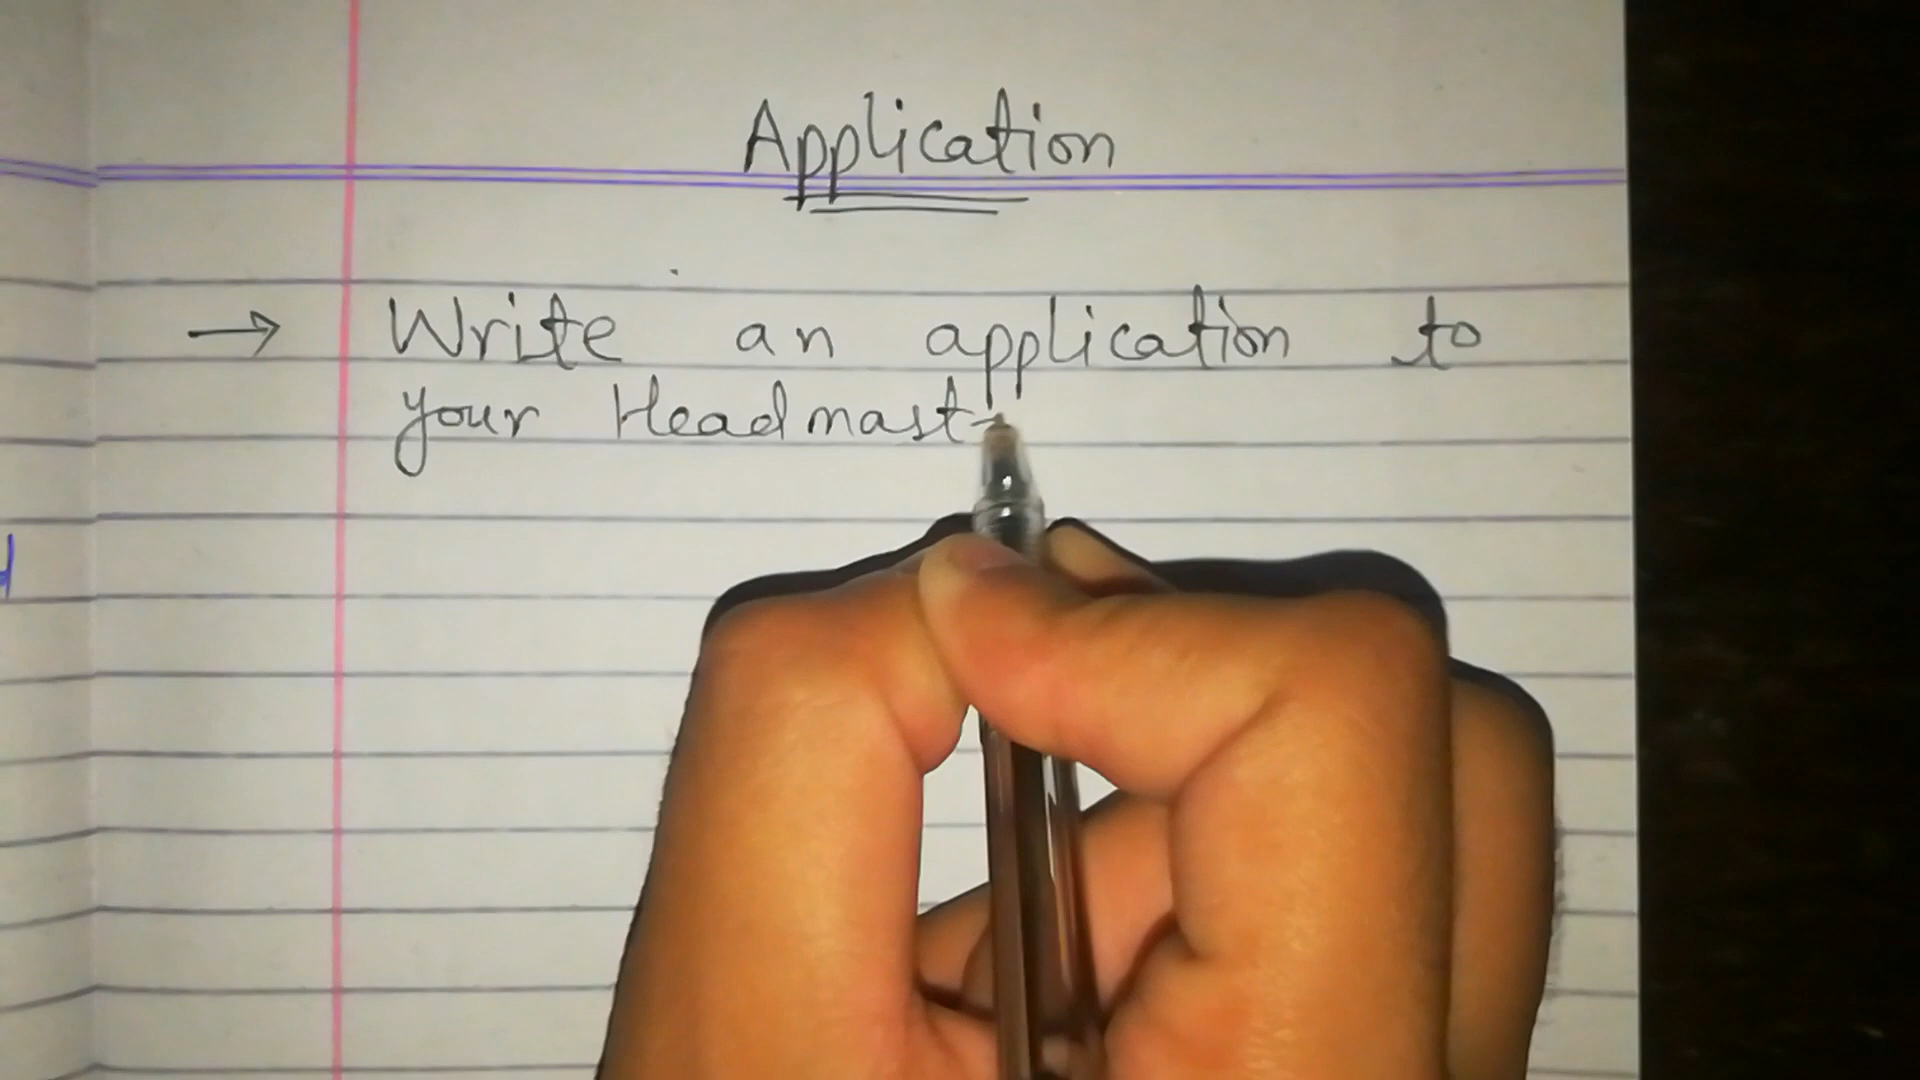 Application
→ Write an application to
your Headmast